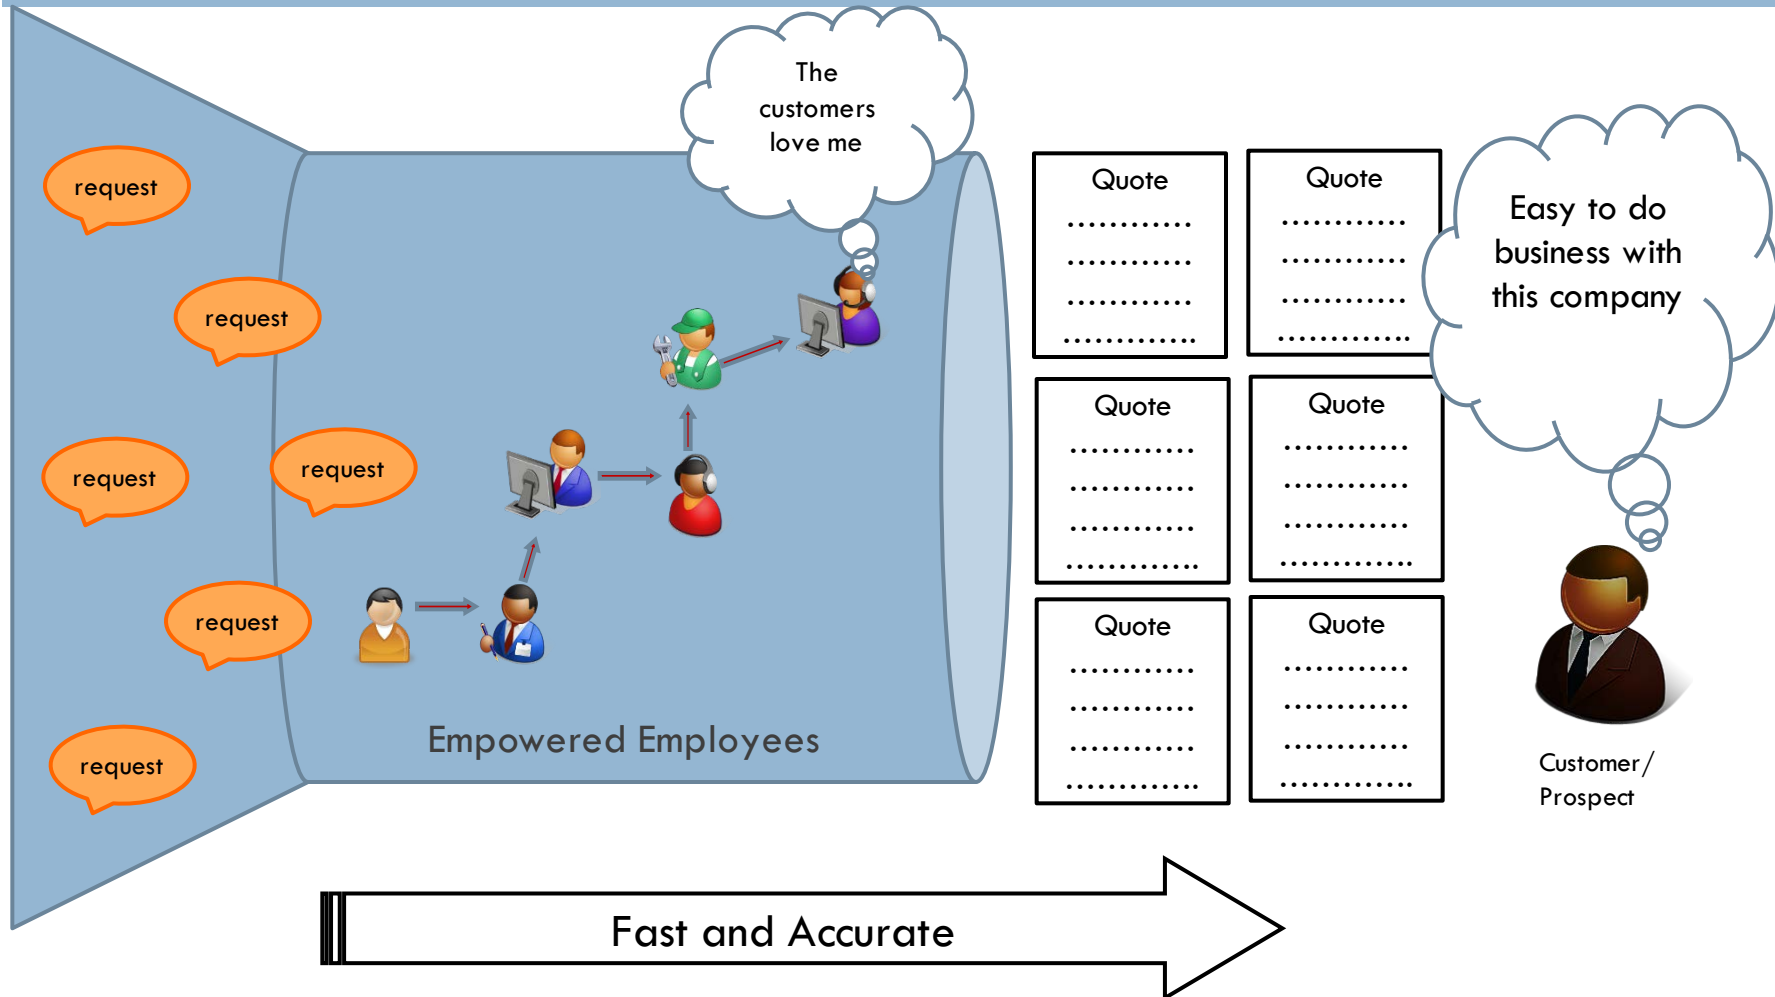 The
customers
love me
request
request
request
request
request
request
Empowered Employees
Quote
............
............
............
.............
Quote
............
............
............
.............
Quote
............
............
............
.............
Quote
............
............
............
.............
Quote
............
............
............
.............
Quote
............
............
............
.............
Easy to do
business with
this company
Customer/
Prospect
Fast and Accurate